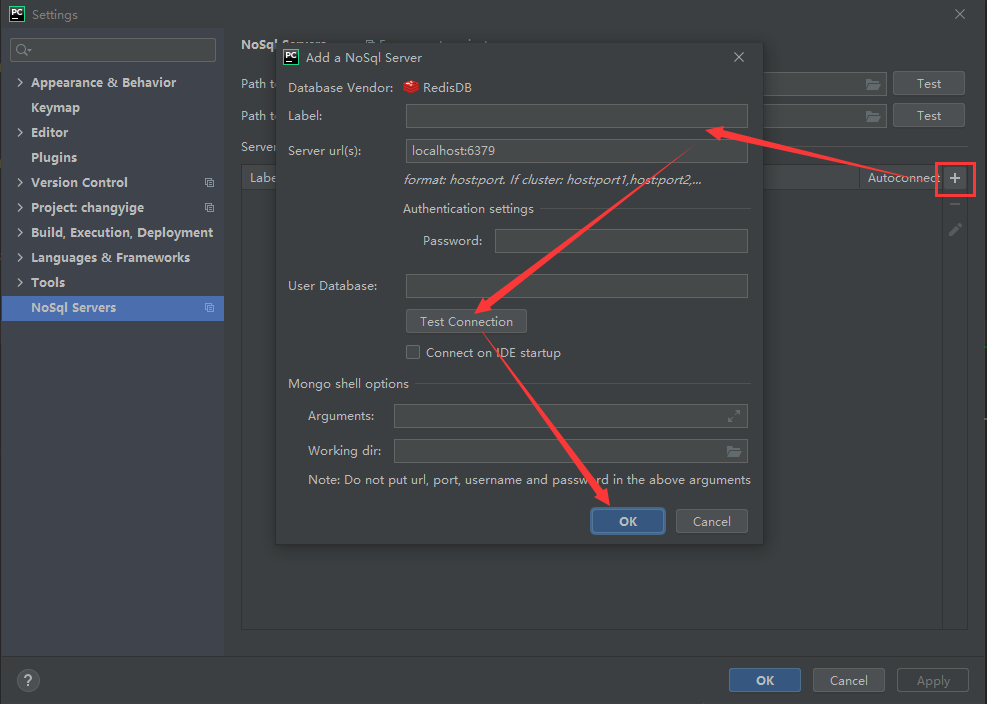 PC Settings
NoSql Servers
PC Add a NoSql Server
Appearance & Behavior
Keymap
Editor
Plugins
Version Control
Project: changyige
Build, Execution, Deployment
Languages & Frameworks
Tools
NoSql Servers
Path t
Test
Path t
Test
Server
Labe
Autoconnect
Database Vendor: RedisDB
Label:
Server url(s): localhost:6379
format: host:port. If cluster: host:port1,host:port2,...
Authentication settings
Password:
User Database:
Test Connection
Connect on IDE startup
Mongo shell options
Arguments:
Working dir:
Note: Do not put url, port, username and password in the above arguments
OK Cancel
? OK Cancel Apply